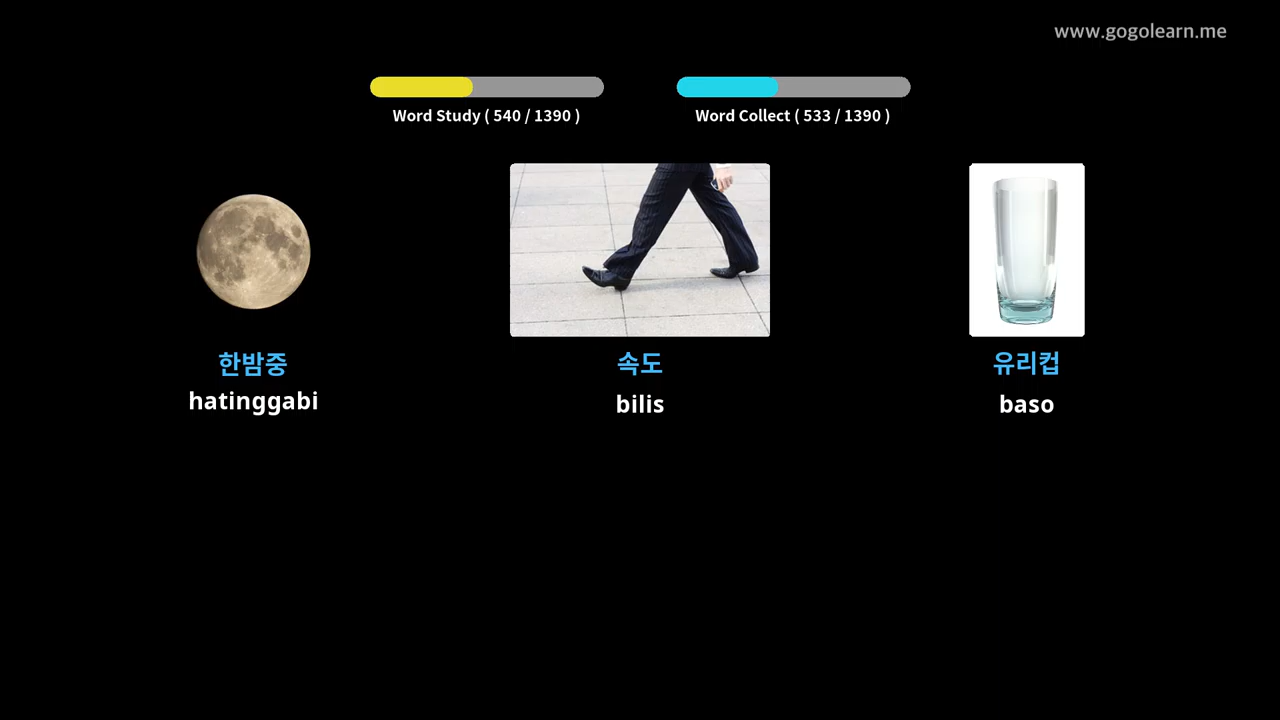 www.gogolearn.me
Word Study ( 540 / 1390 )
Word Collect ( 533 / 1390 )
한밤중
hatinggabi
속도
bilis
유리컵
baso